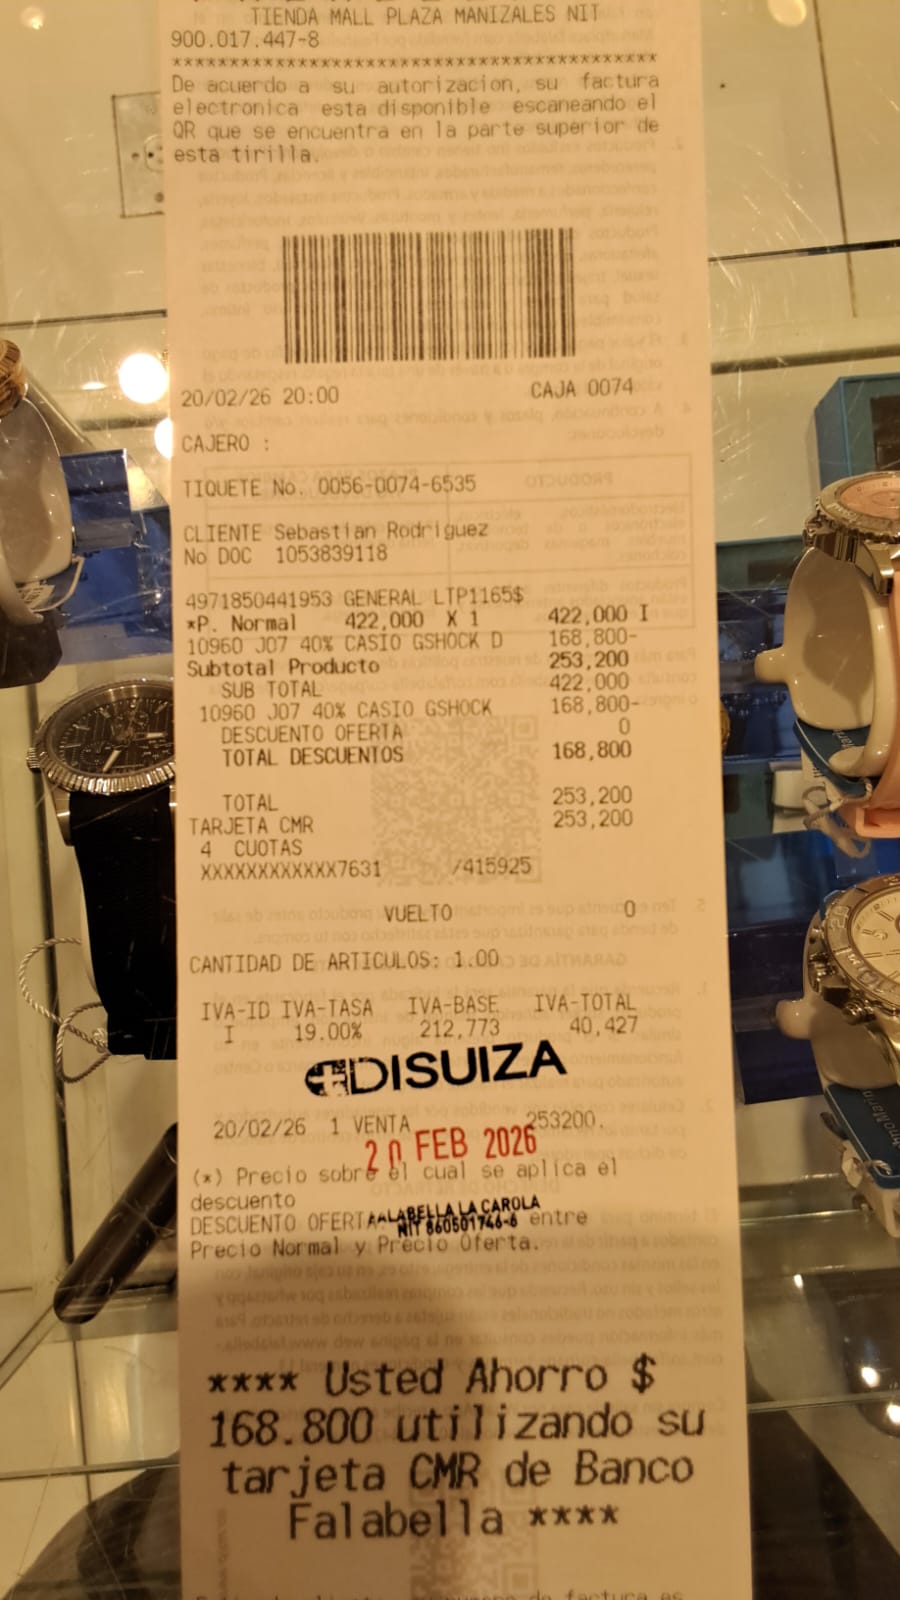 TIENDA MALL PLAZA MANIZALES NIT
900.017.447-8
******************************************
De acuerdo a su autorizacion, su factura
electronica esta disponible escaneando el
QR que se encuentra en la parte superior de
esta tirilla.
20/02/26 20:00 CAJA 0074
CAJERO :
TIQUETE No. 0056-0074-6535
CLIENTE Sebastian Rodriguez
No DOC 1053839118
4971850441953 GENERAL LTP1165$
*P. Normal 422,000 X 1 422,000 I
10960 J07 40% CASIO GSHOCK D 168,800-
Subtotal Producto 253,200
SUB TOTAL 422,000
10960 J07 40% CASIO GSHOCK 168,800-
DESCUENTO OFERTA 0
TOTAL DESCUENTOS 168,800
TOTAL 253,200
TARJETA CMR 253,200
4 CUOTAS
XXXXXXXXXXXX7631 /415925
VUELTO 0
CANTIDAD DE ARTICULOS: 1.00
IVA-ID IVA-TASA IVA-BASE IVA-TOTAL
I 19.00% 212,773 40,427
DISUIZA
20/02/26 1 VENTA 253200.
20 FEB 2026
(*) Precio sobre el cual se aplica el
descuento
FALABELLA LA CAROLA
NIT 860501746-6
DESCUENTO OFERTA entre
Precio Normal y Precio Oferta.
**** Usted Ahorro $
168.800 utilizando su
tarjeta CMR de Banco
Falabella ****